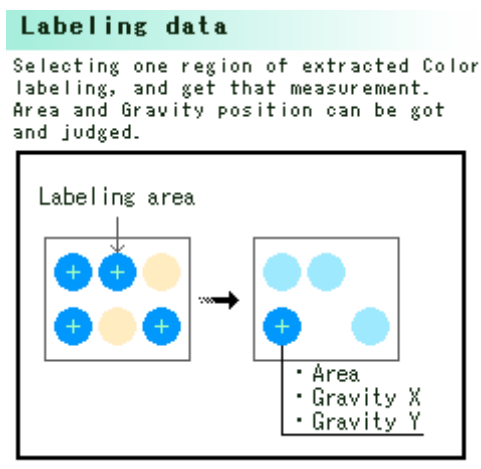 Labeling data
Selecting one region of extracted Color
labeling, and get that measurement.
Area and Gravity position can be got
and judged.
Labeling area
・Area
・Gravity X
・Gravity Y